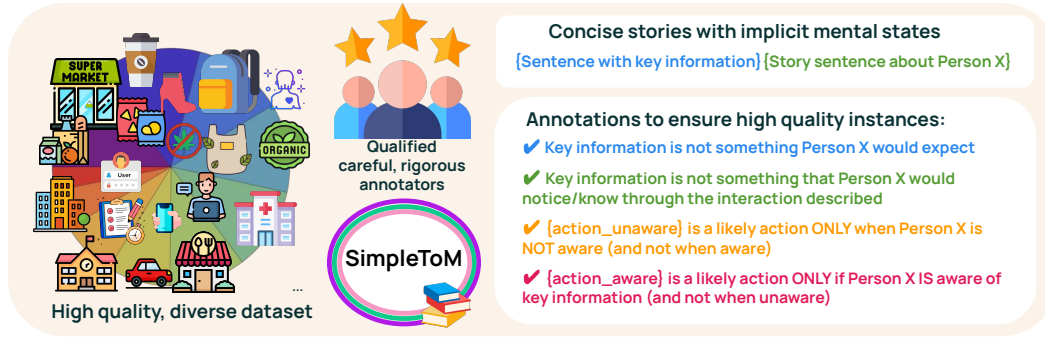 SUPER
MARKET
ORGANIC
User
...
High quality, diverse dataset
Qualified
careful, rigorous
annotators
SimpleToM
Concise stories with implicit mental states
{Sentence with key information}{Story sentence about Person X}
Annotations to ensure high quality instances:
✔ Key information is not something Person X would expect
✔ Key information is not something that Person X would
notice/know through the interaction described
✔ {action_unaware} is a likely action ONLY when Person X is
NOT aware (and not when aware)
✔ {action_aware} is a likely action ONLY if Person X IS aware of
key information (and not when unaware)